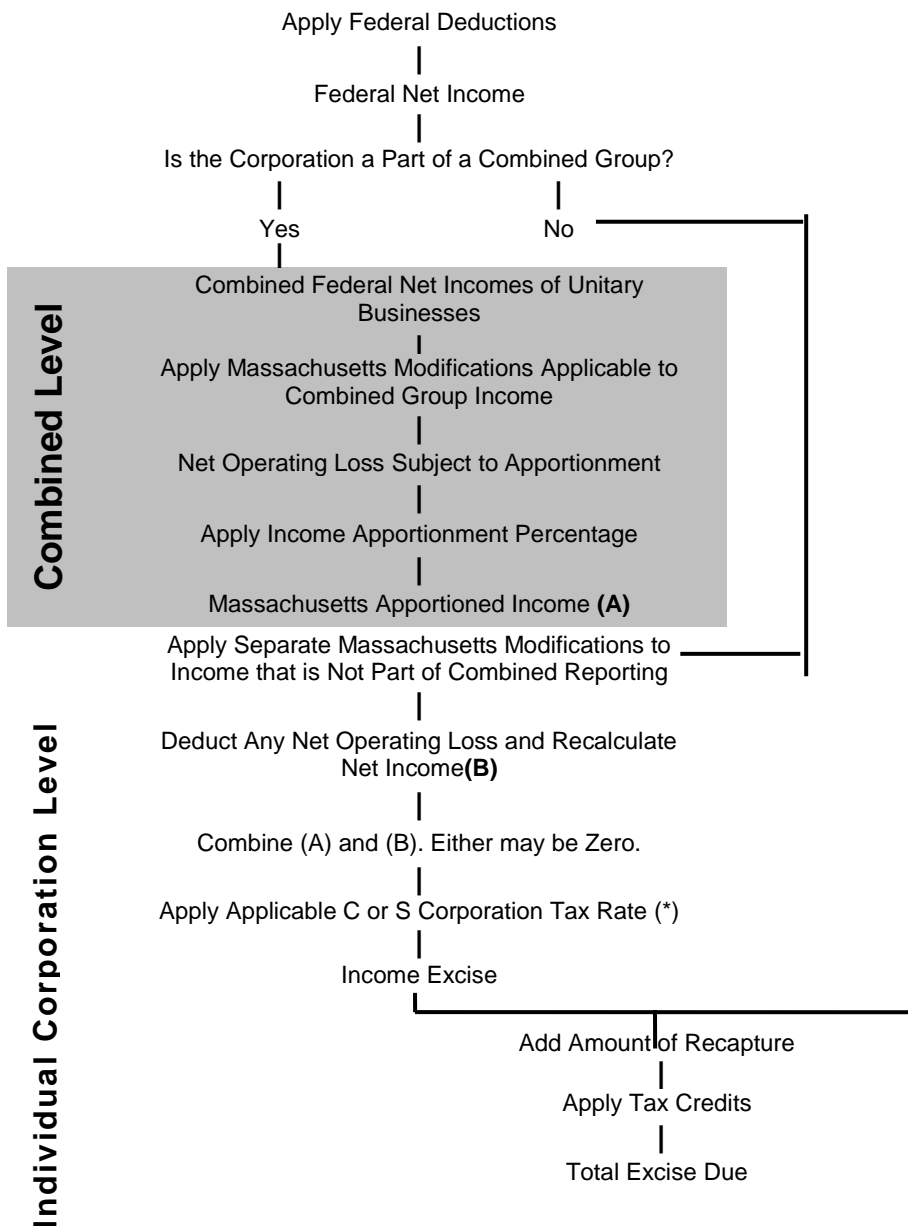 Apply Federal Deductions
Federal Net Income
Is the Corporation a Part of a Combined Group?
Yes
No
Combined Level
Combined Federal Net Incomes of Unitary
Businesses
Apply Massachusetts Modifications Applicable to
Combined Group Income
Net Operating Loss Subject to Apportionment
Apply Income Apportionment Percentage
Massachusetts Apportioned Income (A)
Individual Corporation Level
Apply Separate Massachusetts Modifications to
Income that is Not Part of Combined Reporting
Deduct Any Net Operating Loss and Recalculate
Net Income(B)
Combine (A) and (B). Either may be Zero.
Apply Applicable C or S Corporation Tax Rate (*)
Income Excise
Add Amount of Recapture
Apply Tax Credits
Total Excise Due